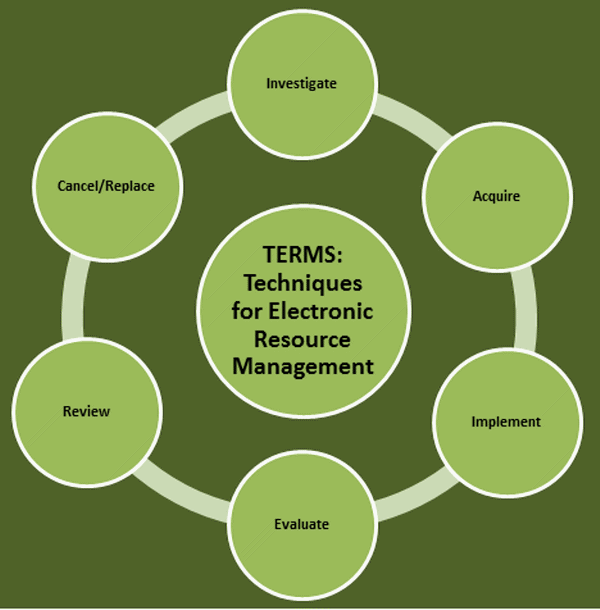 Investigate
Acquire
Implement
Evaluate
Review
Cancel/Replace
TERMS:
Techniques
for Electronic
Resource
Management